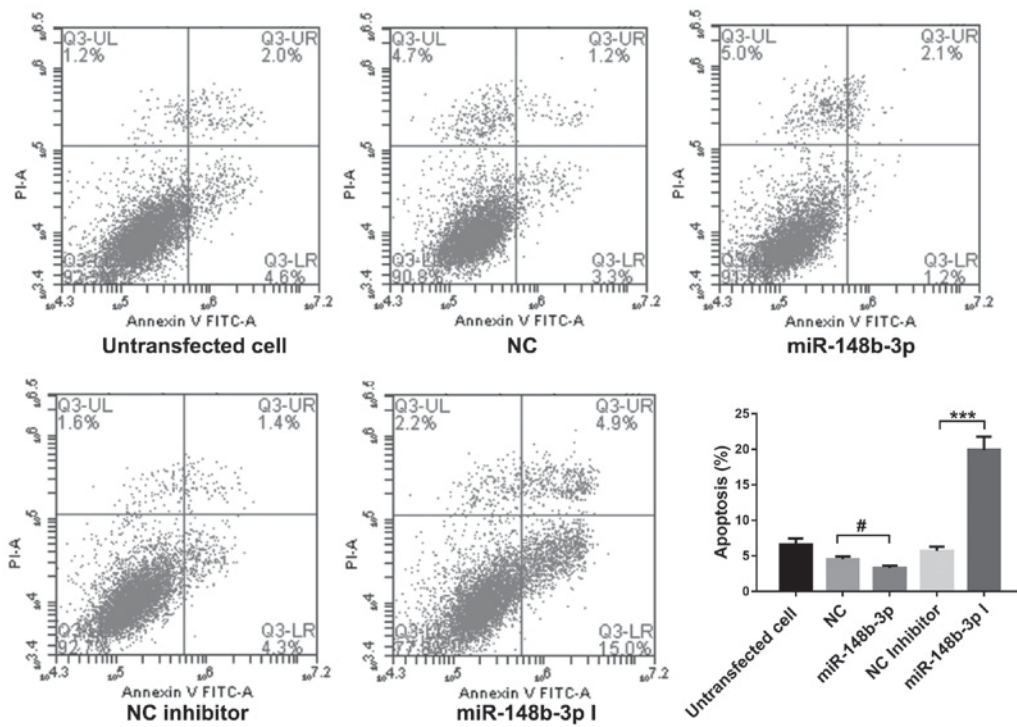 Q3-UL
1.2%
Q3-UR
2.0%
Q3-LR
4.6%
PI-A
Annexin V FITC-A
Untransfected cell
Q3-UL
4.7%
Q3-UR
1.2%
90.8%
Q3-LR
3.3%
PI-A
Annexin V FITC-A
NC
Q3-UL
5.0%
Q3-UR
2.1%
Q3-LR
1.2%
PI-A
Annexin V FITC-A
miR-148b-3p
Q3-UL
1.6%
Q3-UR
1.4%
Q3-LR
4.3%
PI-A
Annexin V FITC-A
NC inhibitor
Q3-UL
2.2%
Q3-UR
4.9%
Q3-LR
15.0%
PI-A
Annexin V FITC-A
miR-148b-3p I
Apoptosis (%)
25
20
15
10
5
0
#
***
Untransfected cell
NC
miR-148b-3p
NC Inhibitor
miR-148b-3p I